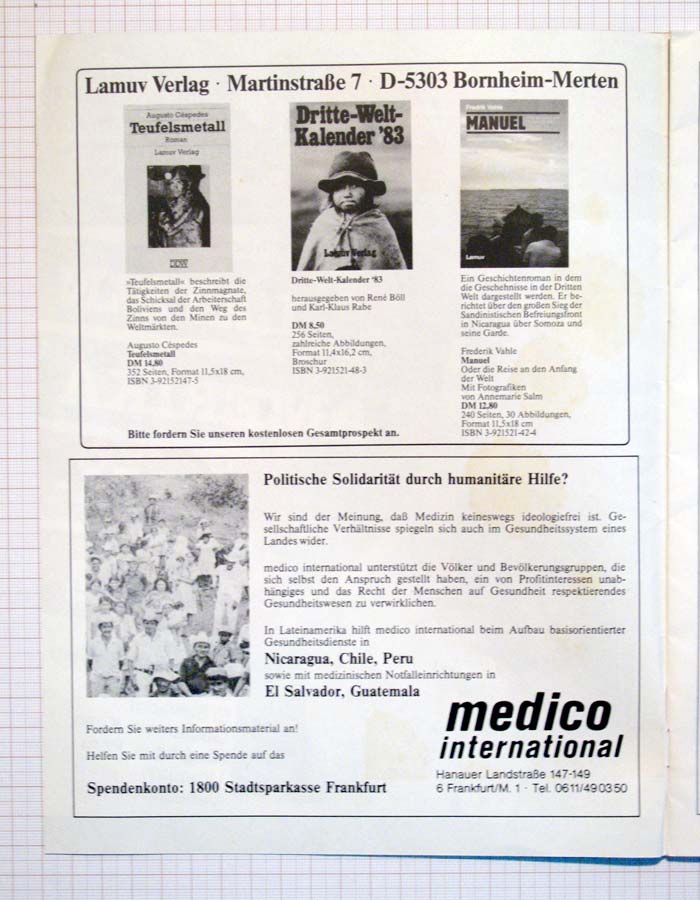 Lamuv Verlag · Martinstraße 7 · D-5303 Bornheim-Merten
Augusto Céspedes
Teufelsmetall
Roman
Lamuv Verlag
»Teufelsmetall« beschreibt die
Tätigkeiten der Zinnmagnate,
das Schicksal der Arbeiterschaft
Boliviens und den Weg des
Zinns von den Minen zu den
Weltmärkten.
Augusto Céspedes
Teufelsmetall
DM 14,80
352 Seiten, Format 11,5x18 cm,
ISBN 3-92152147-5
Dritte-Welt-
Kalender '83
Lamuv Verlag
Dritte-Welt-Kalender '83
herausgegeben von René Böll
und Karl-Klaus Rabe
DM 8,50
256 Seiten,
zahlreiche Abbildungen,
Format 11,4x16,2 cm,
Broschur
ISBN 3-921521-48-3
Fredrik Vahle
MANUEL
Lamuv
Ein Geschichtenroman in dem
die Geschehnisse in der Dritten
Welt dargestellt werden. Er be-
richtet über den großen Sieg der
Sandinistischen Befreiungsfront
in Nicaragua über Somoza und
seine Garde.
Frederik Vahle
Manuel
Oder die Reise an den Anfang
der Welt
Mit Fotografiken
von Annemarie Salm
DM 12,80
240 Seiten, 30 Abbildungen,
Format 11,5x18 cm
ISBN 3-921521-42-4
Bitte fordern Sie unseren kostenlosen Gesamtprospekt an.
Politische Solidarität durch humanitäre Hilfe?
Wir sind der Meinung, daß Medizin keineswegs ideologiefrei ist. Ge-
sellschaftliche Verhältnisse spiegeln sich auch im Gesundheitssystem eines
Landes wider.
medico international unterstützt die Völker und Bevölkerungsgruppen, die
sich selbst den Anspruch gestellt haben, ein von Profitinteressen unab-
hängiges und das Recht der Menschen auf Gesundheit respektierendes
Gesundheitswesen zu verwirklichen.
In Lateinamerika hilft medico international beim Aufbau basisorientierter
Gesundheitsdienste in
Nicaragua, Chile, Peru
sowie mit medizinischen Notfalleinrichtungen in
El Salvador, Guatemala
Fordern Sie weiters Informationsmaterial an!
Helfen Sie mit durch eine Spende auf das
Spendenkonto: 1800 Stadtsparkasse Frankfurt
medico
international
Hanauer Landstraße 147-149
6 Frankfurt/M. 1 · Tel. 0611/490350